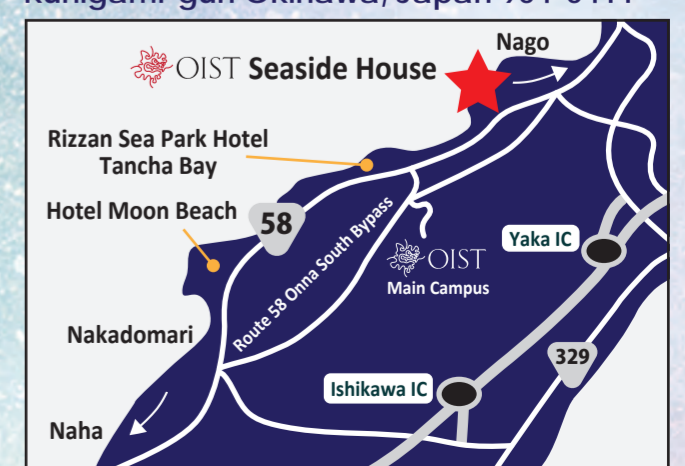 Nago
OIST Seaside House
Rizzan Sea Park Hotel
Tancha Bay
Hotel Moon Beach
58
Route 58 Onna South Bypass
Yaka IC
OIST
Main Campus
Nakadomari
329
Ishikawa IC
Naha